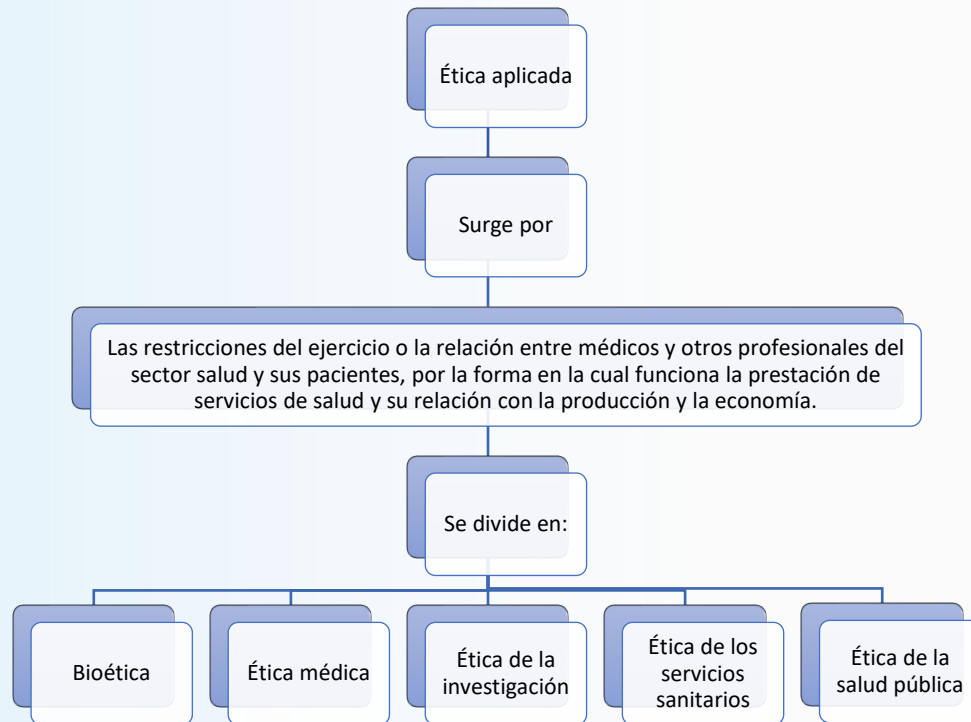 Ética aplicada
Surge por
Las restricciones del ejercicio o la relación entre médicos y otros profesionales del
sector salud y sus pacientes, por la forma en la cual funciona la prestación de
servicios de salud y su relación con la producción y la economía.
Se divide en:
Bioética
Ética médica
Ética de la
investigación
Ética de los
servicios
sanitarios
Ética de la
salud pública